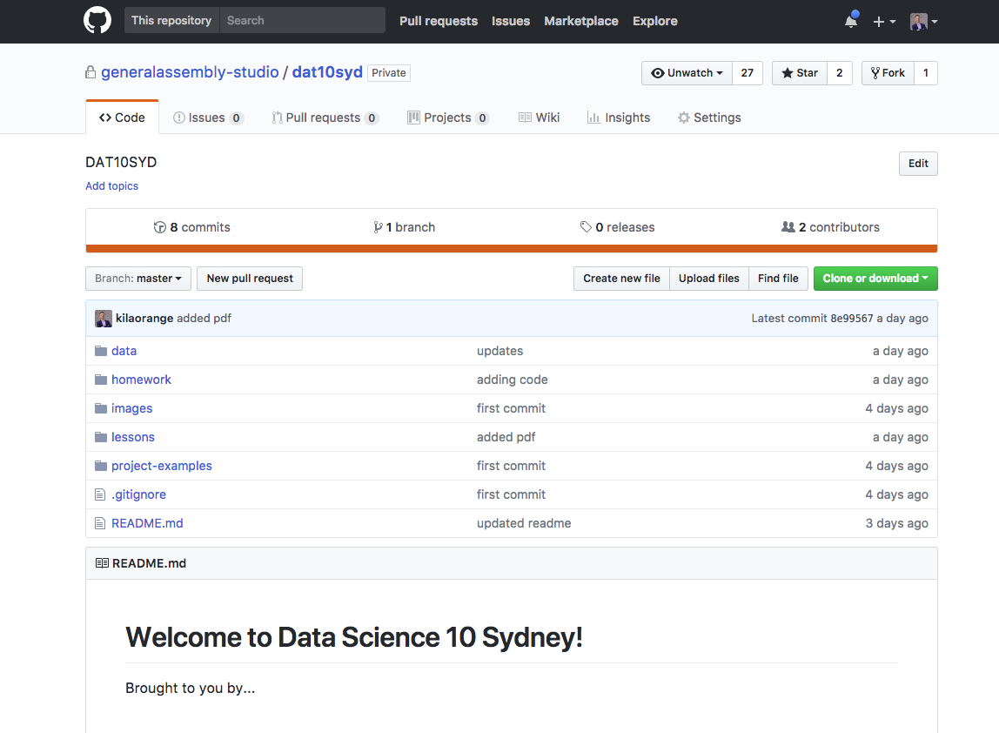 This repository Search Pull requests Issues Marketplace Explore
generalassembly-studio / dat10syd Private Unwatch 27 Star 2 Fork 1
Code Issues 0 Pull requests 0 Projects 0 Wiki Insights Settings
DAT10SYD Edit
Add topics
8 commits 1 branch 0 releases 2 contributors
Branch: master New pull request Create new file Upload files Find file Clone or download
kilaorange added pdf Latest commit 8e99567 a day ago
data updates a day ago
homework adding code a day ago
images first commit 4 days ago
lessons added pdf a day ago
project-examples first commit 4 days ago
.gitignore first commit 4 days ago
README.md updated readme 3 days ago
README.md
Welcome to Data Science 10 Sydney!
Brought to you by...